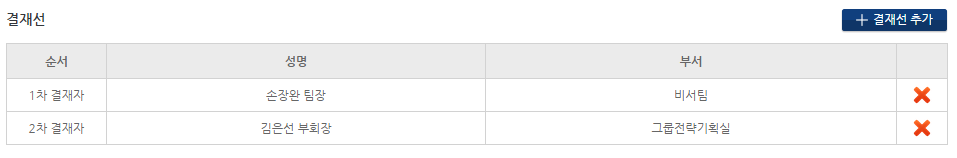 결재선
결재선 추가
순서 성명 부서
1차 결재자 손장완 팀장 비서팀
2차 결재자 김은선 부회장 그룹전략기획실